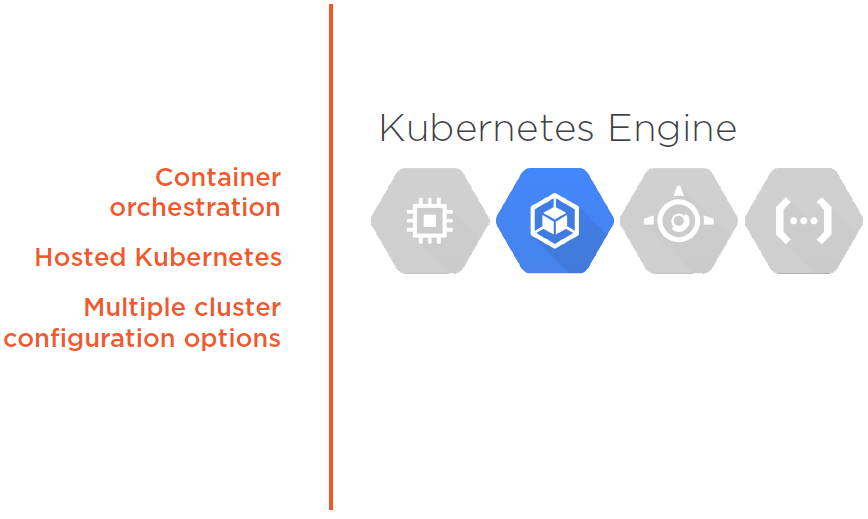 Kubernetes Engine
Container
orchestration
Hosted Kubernetes
Multiple cluster
configuration options